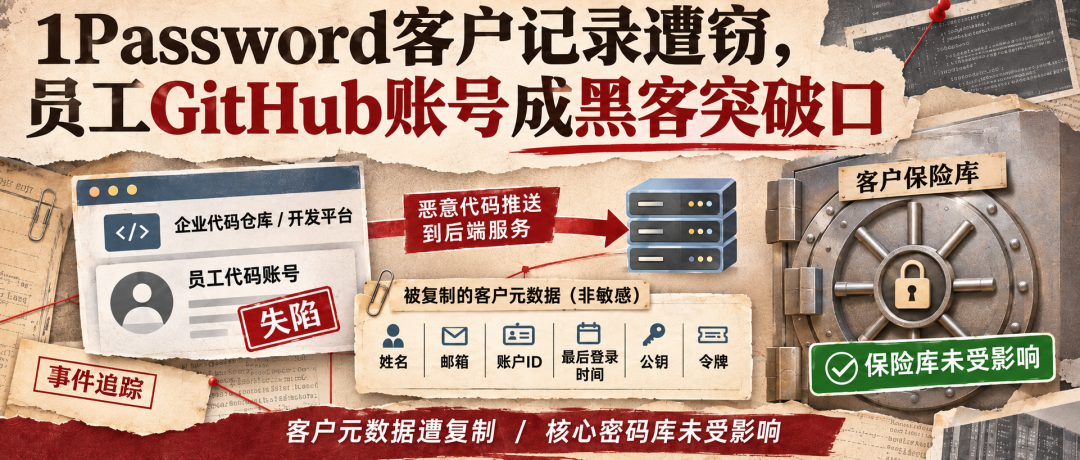 1Password客户记录遭窃，
员工GitHub账号成黑客突破口
企业代码仓库 / 开发平台
</>
员工代码账号
失陷
恶意代码推送
到后端服务
客户保险库
被复制的客户元数据（非敏感）
姓名
邮箱
账户ID
最后登录
时间
公钥
令牌
保险库未受影响
事件追踪
客户元数据遭复制 / 核心密码库未受影响